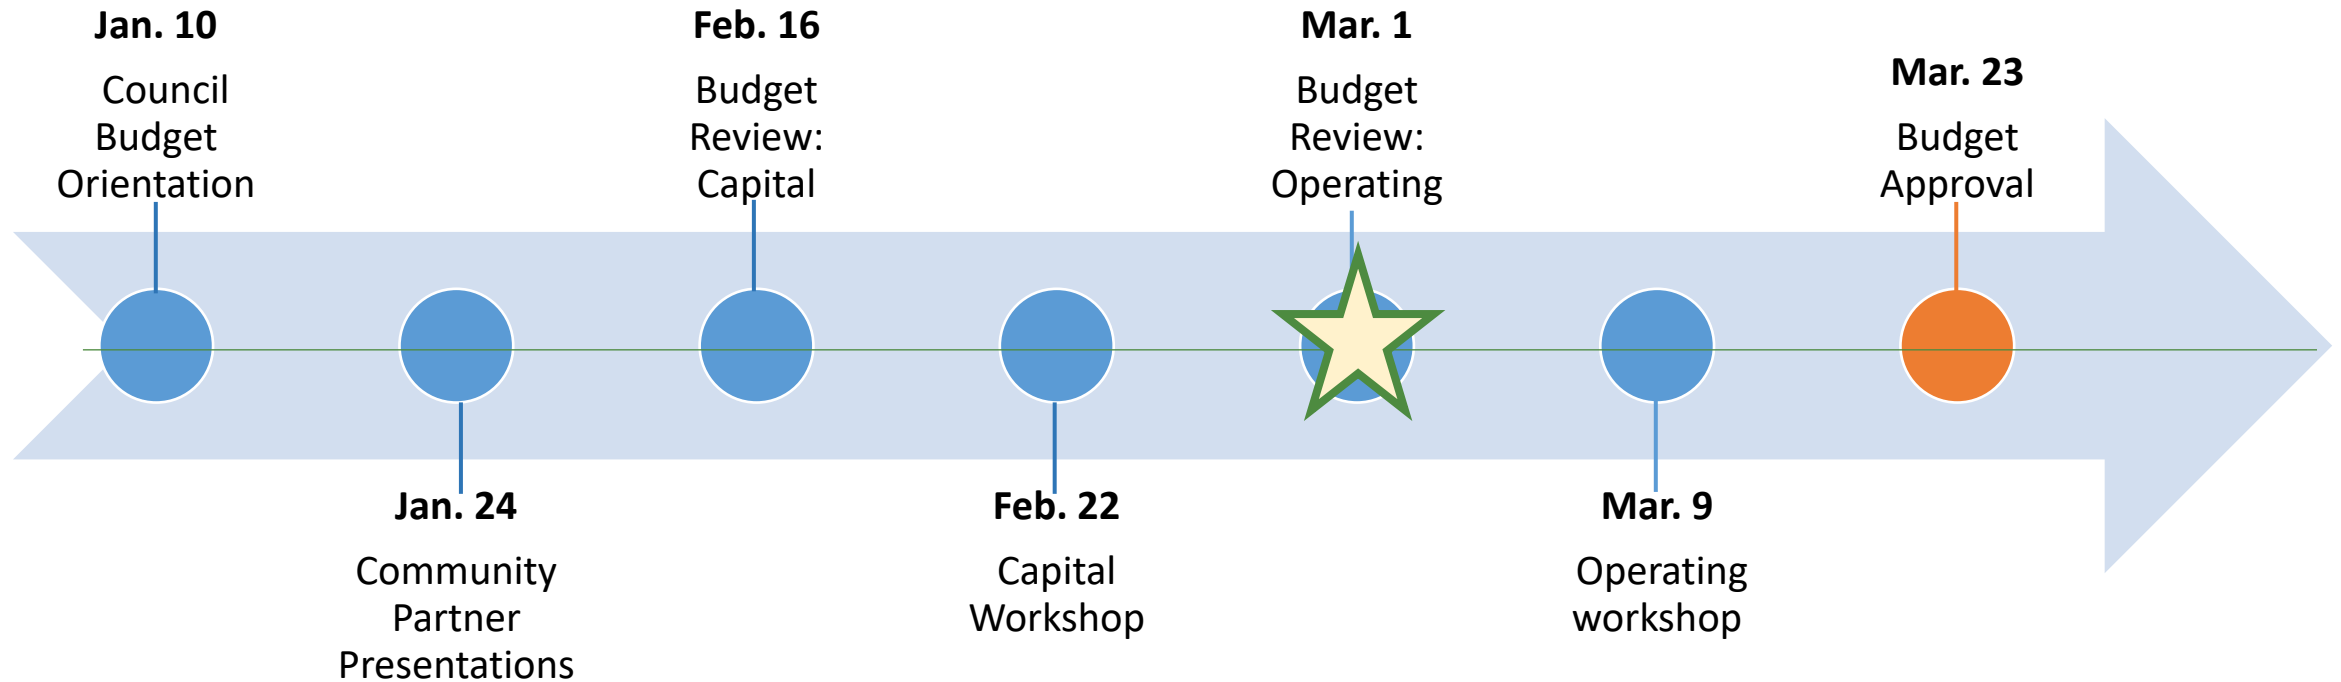 Jan. 10
Council
Budget
Orientation
Jan. 24
Community
Partner
Presentations
Feb. 16
Budget
Review:
Capital
Feb. 22
Capital
Workshop
Mar. 1
Budget
Review:
Operating
Mar. 9
Operating
workshop
Mar. 23
Budget
Approval